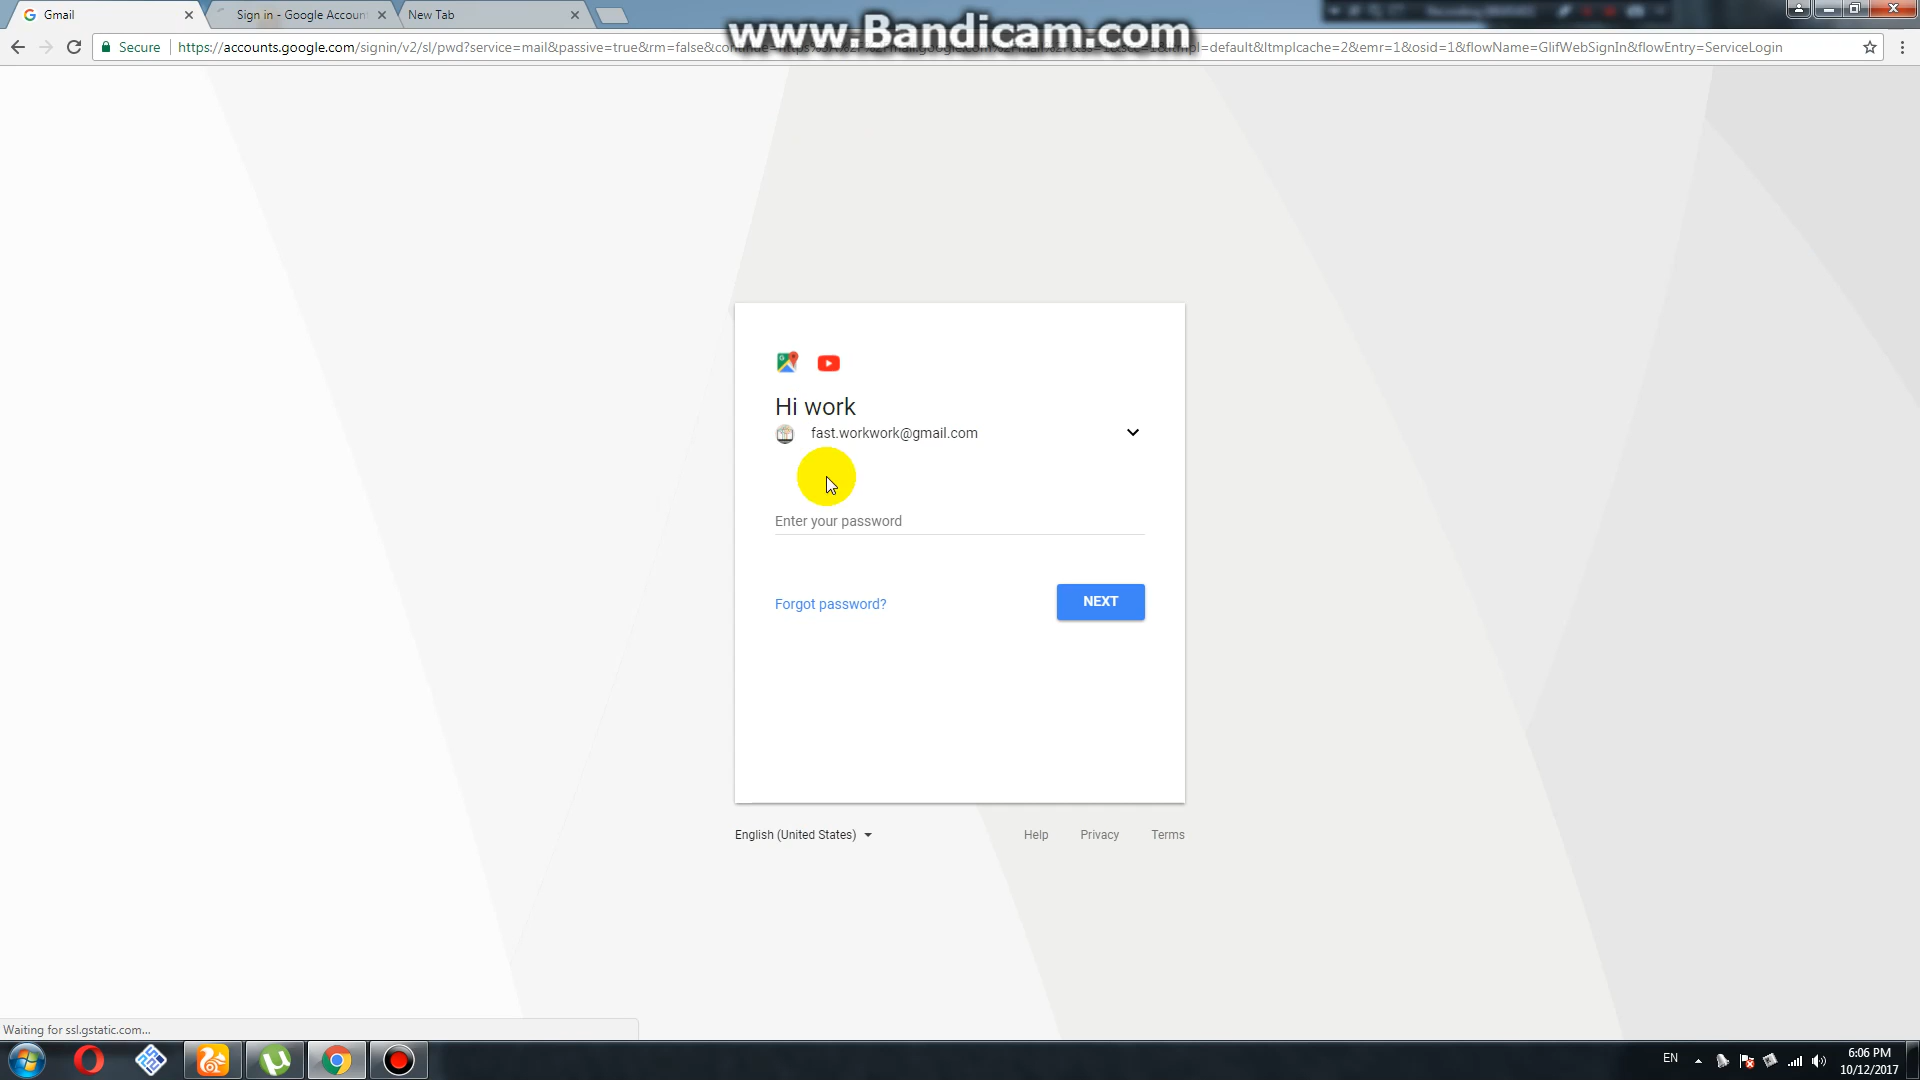 Gmail
Sign in - Google Accoun
New Tab
www.Bandicam.com
Secure
https://accounts.google.com/signin/v2/sl/pwd?service=mail&passive=true&rm=false&continue=
=default&ltmplcache=2&emr=1&osid=1&flowName=GlifWebSignIn&flowEntry=ServiceLogin
Hi work
fast.workwork@gmail.com
Enter your password
Forgot password?
NEXT
English (United States)
Help
Privacy
Terms
Waiting for ssl.gstatic.com...
EN
6:06 PM
10/12/2017